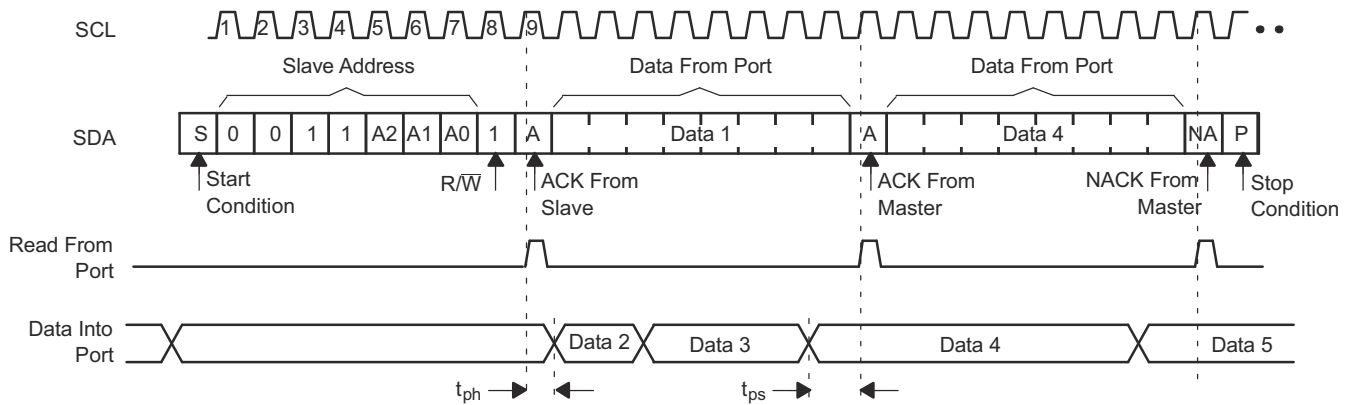 SCL 1 2 3 4 5 6 7 8 9
Slave Address Data From Port Data From Port
SDA S 0 0 1 1 A2 A1 A0 1 A Data 1 A Data 4 NA P
Start R/W̅ ACK From ACK From NACK From Stop
Condition Slave Master Master Condition
Read From
Port
Data Into
Port
Data 2 Data 3 Data 4 Data 5
tph tps